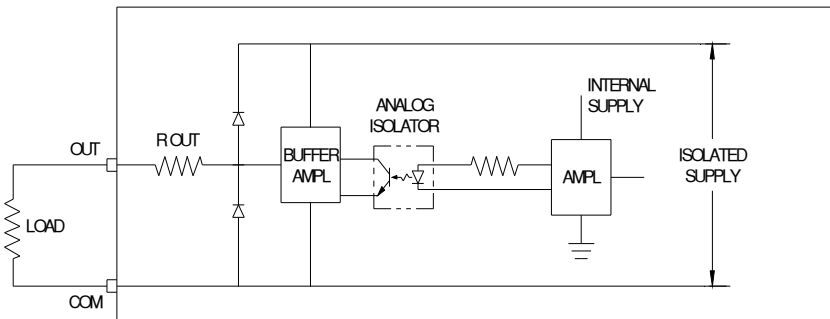 INTERNAL
SUPPLY
ANALOG
ISOLATOR
R OUT
OUT
BUFFER
AMPL
AMPL
ISOLATED
SUPPLY
LOAD
COM